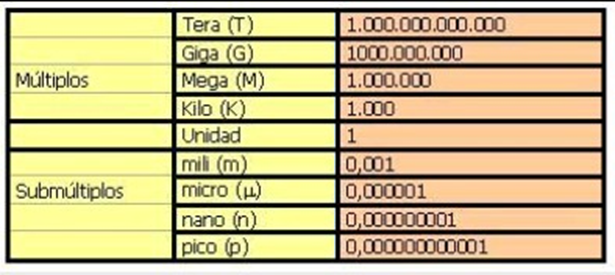 Tera (T) 1.000.000.000.000
Giga (G) 1000.000.000
Múltiplos Mega (M) 1.000.000
Kilo (K) 1.000
Unidad 1
mili (m) 0,001
Submúltiplos micro (μ) 0,000001
nano (n) 0,000000001
pico (p) 0,000000000001